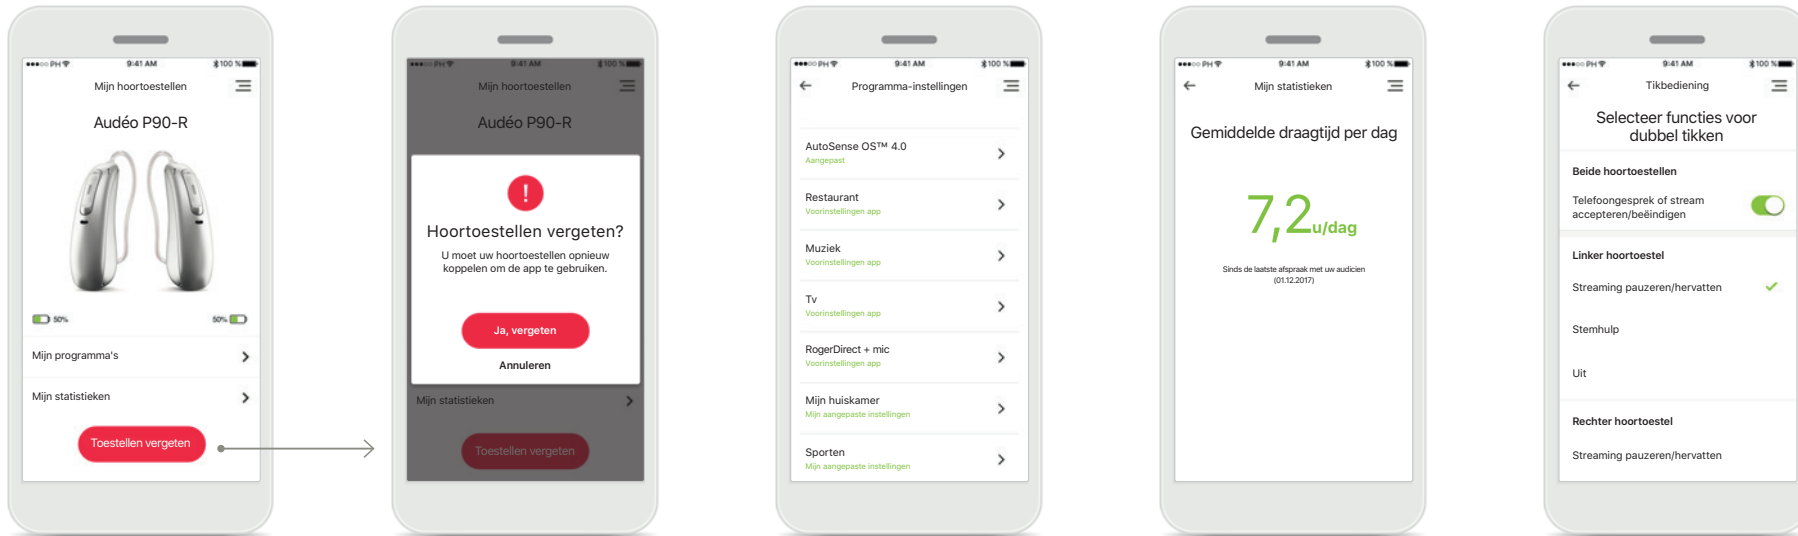 PH 9:41 AM 100 %
Mijn hoortoestellen
Audéo P90-R
50% 50%
Mijn programma's
Mijn statistieken
Toestellen vergeten
PH 9:41 AM 100 %
Mijn hoortoestellen
Audéo P90-R
!
Hoortoestellen vergeten?
U moet uw hoortoestellen opnieuw
koppelen om de app te gebruiken.
Ja, vergeten
Annuleren
Mijn statistieken
Toestellen vergeten
PH 9:41 AM 100 %
Programma-instellingen
AutoSense OS™ 4.0
Aangepast
Restaurant
Voorinstellingen app
Muziek
Voorinstellingen app
Tv
Voorinstellingen app
RogerDirect + mic
Voorinstellingen app
Mijn huiskamer
Mijn aangepaste instellingen
Sporten
Mijn aangepaste instellingen
PH 9:41 AM 100 %
Mijn statistieken
Gemiddelde draagtijd per dag
7,2u/dag
Sinds de laatste afspraak met uw audicien
(01.12.2017)
PH 9:41 AM 100 %
Tikbediening
Selecteer functies voor
dubbel tikken
Beide hoortoestellen
Telefoongesprek of stream
accepteren/beëindigen
Linker hoortoestel
Streaming pauzeren/hervatten
Stemhulp
Uit
Rechter hoortoestel
Streaming pauzeren/hervatten